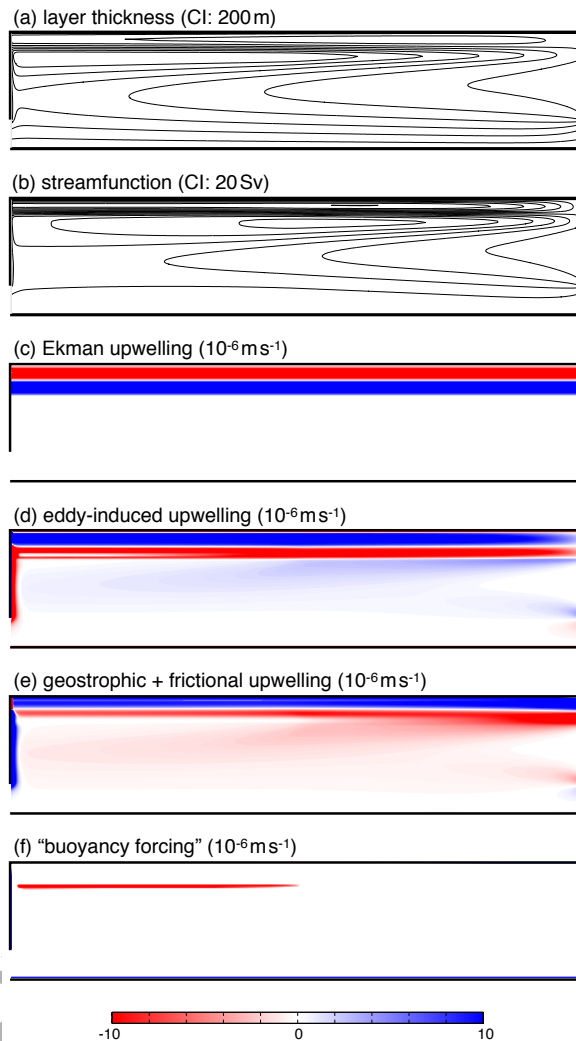 (a) layer thickness (CI: 200 m)
(b) streamfunction (CI: 20 Sv)
(c) Ekman upwelling (10⁻⁶ m s⁻¹)
(d) eddy-induced upwelling (10⁻⁶ m s⁻¹)
(e) geostrophic + frictional upwelling (10⁻⁶ m s⁻¹)
(f) “buoyancy forcing” (10⁻⁶ m s⁻¹)
-10 0 10